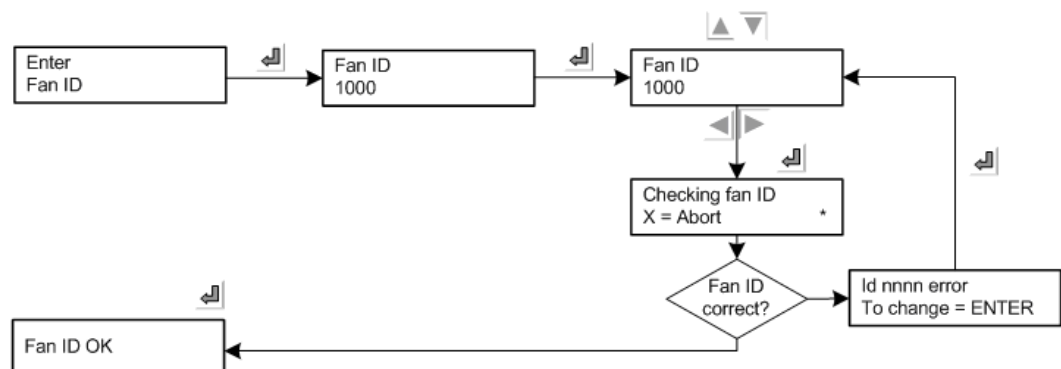 Enter
Fan ID
Fan ID
1000
Fan ID
1000
Checking fan ID
X = Abort *
Fan ID
correct?
Id nnnn error
To change = ENTER
Fan ID OK